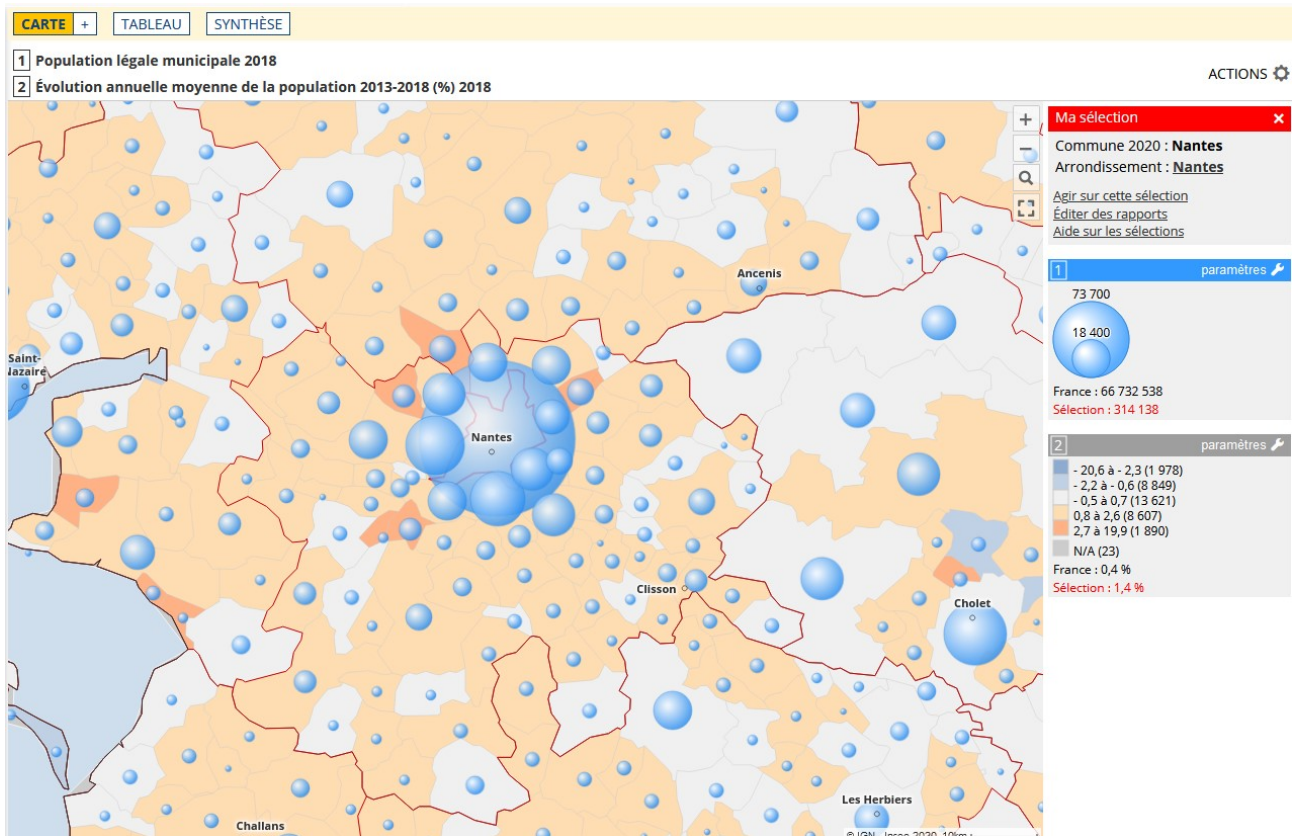 CARTE +
TABLEAU
SYNTHÈSE
1 Population légale municipale 2018
2 Évolution annuelle moyenne de la population 2013-2018 (%) 2018
ACTIONS
+
−
Ma sélection ×
Commune 2020 : Nantes
Arrondissement : Nantes
Agir sur cette sélection
Éditer des rapports
Aide sur les sélections
1 paramètres
73 700
18 400
France : 66 732 538
Sélection : 314 138
2 paramètres
- 20,6 à - 2,3 (1 978)
- 2,2 à - 0,6 (8 849)
- 0,5 à 0,7 (13 621)
0,8 à 2,6 (8 607)
2,7 à 19,9 (1 890)
N/A (23)
France : 0,4 %
Sélection : 1,4 %
Ancenis
Saint-
Nazaire
Nantes
Clisson
Cholet
Les Herbiers
Challans
© IGN - Insee 2020 10km